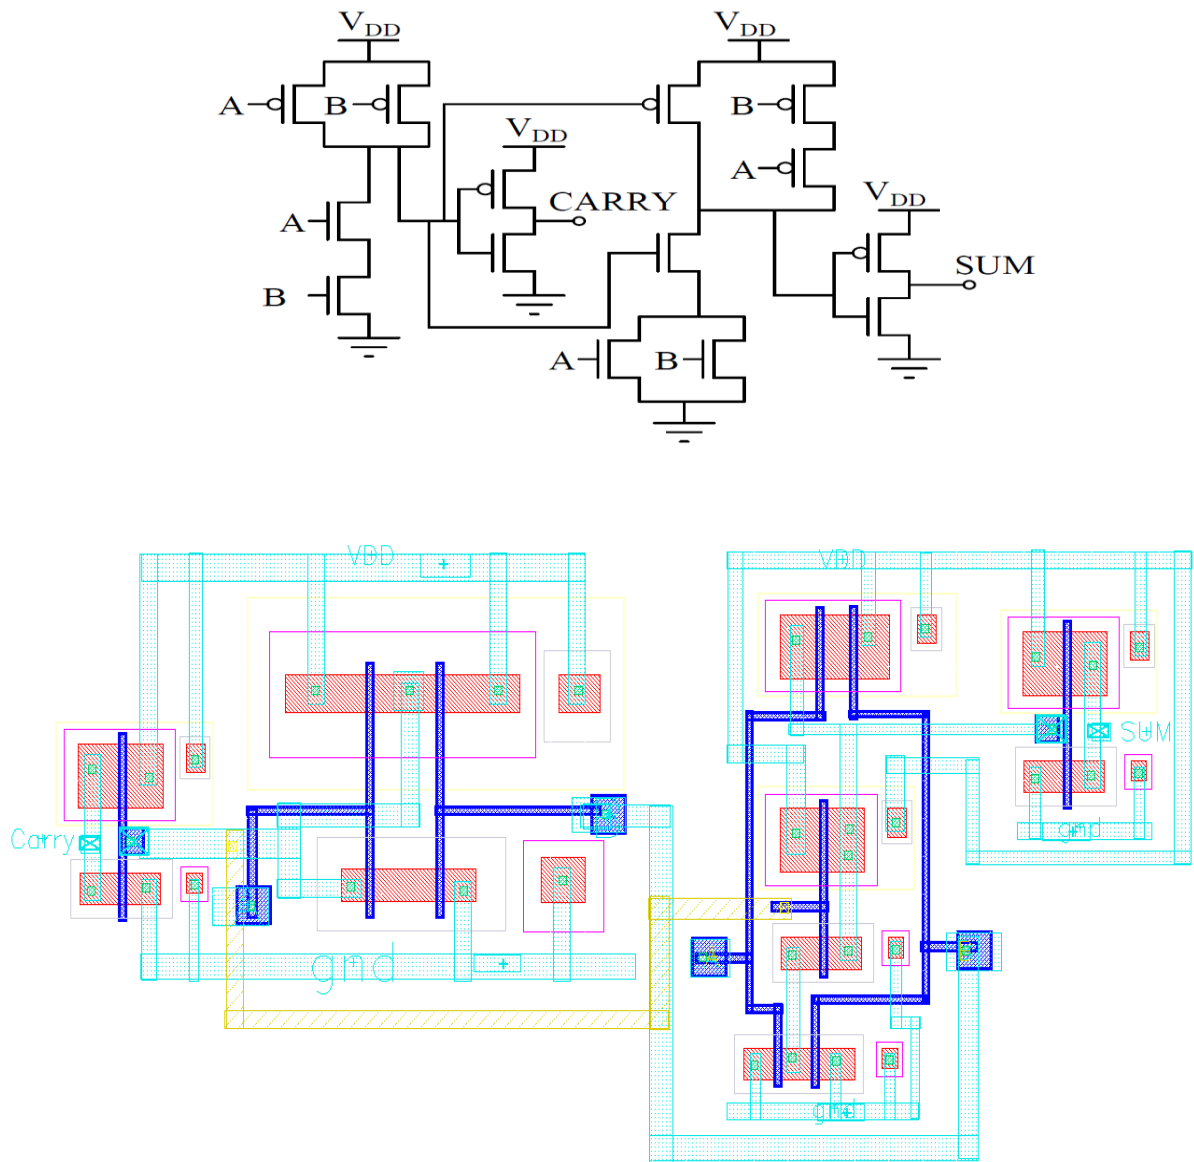 VDD VDD
A B B
VDD
A CARRY A VDD
B SUM
A B
VDD VDD
SUM
Carry gnd
A
gnd
gnd